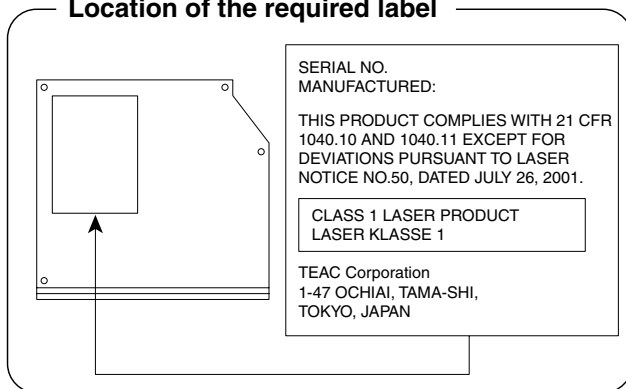 Location of the required label
SERIAL NO.
MANUFACTURED:
THIS PRODUCT COMPLIES WITH 21 CFR
1040.10 AND 1040.11 EXCEPT FOR
DEVIATIONS PURSUANT TO LASER
NOTICE NO.50, DATED JULY 26, 2001.
CLASS 1 LASER PRODUCT
LASER KLASSE 1
TEAC Corporation
1-47 OCHIAI, TAMA-SHI,
TOKYO, JAPAN